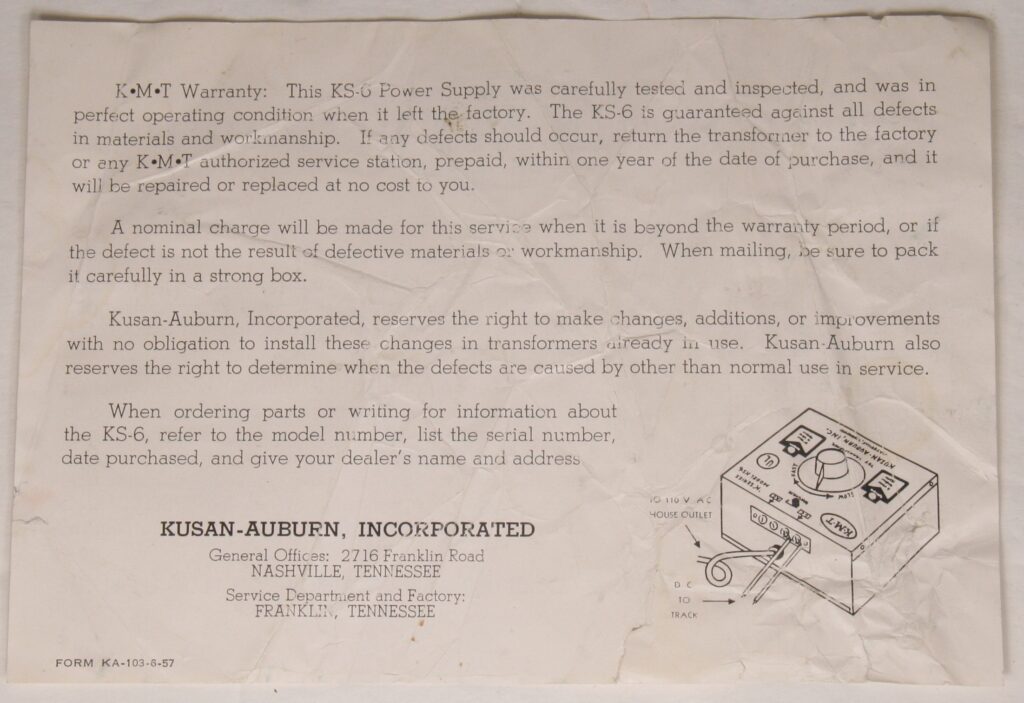 K•M•T Warranty: This KS-6 Power Supply was carefully tested and inspected, and was in
perfect operating condition when it left the factory. The KS-6 is guaranteed against all defects
in materials and workmanship. If any defects should occur, return the transformer to the factory
or any K•M•T authorized service station, prepaid, within one year of the date of purchase, and it
will be repaired or replaced at no cost to you.
A nominal charge will be made for this service when it is beyond the warranty period, or if
the defect is not the result of defective materials or workmanship. When mailing, be sure to pack
it carefully in a strong box.
Kusan-Auburn, Incorporated, reserves the right to make changes, additions, or improvements
with no obligation to install these changes in transformers already in use. Kusan-Auburn also
reserves the right to determine when the defects are caused by other than normal use in service.
When ordering parts or writing for information about
the KS-6, refer to the model number, list the serial number,
date purchased, and give your dealer's name and address
KUSAN-AUBURN, INCORPORATED
General Offices: 2716 Franklin Road
NASHVILLE, TENNESSEE
Service Department and Factory:
FRANKLIN, TENNESSEE
FORM KA-103-6-57
TO 110 V AC
HOUSE OUTLET
D C
TO
TRACK
KUSAN-AUBURN, INC.
FAST
SLOW
UL
K-M-T